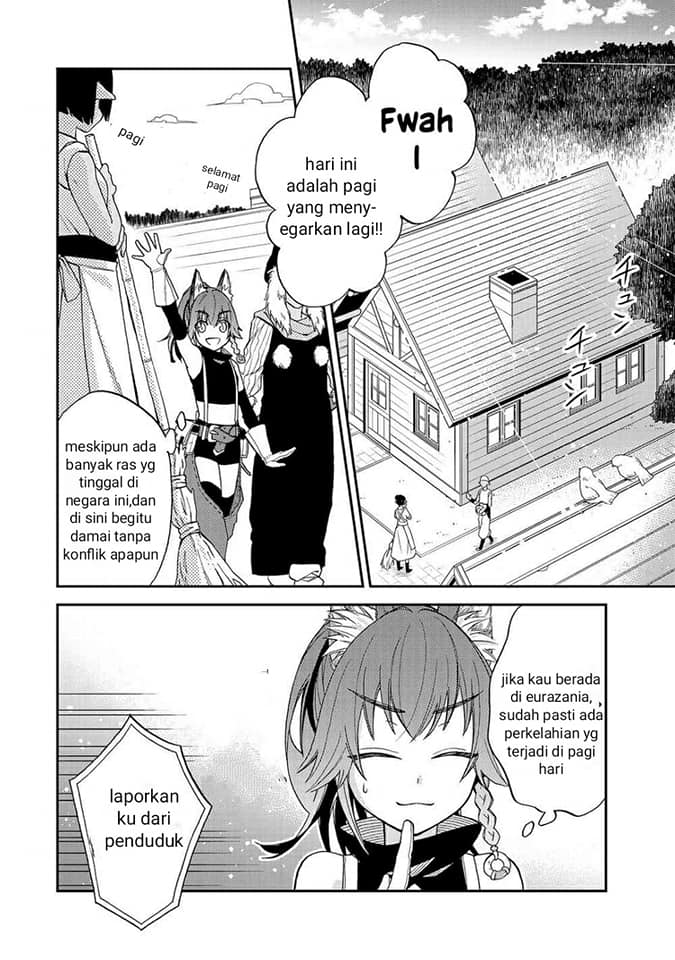 Fwah
!
hari ini
adalah pagi
yang meny-
egarkan lagi!!
チュン
チュン
pagi
selamat
pagi
meskipun ada
banyak ras yg
tinggal di
negara ini,dan
di sini begitu
damai tanpa
konflik apapun
jika kau berada
di eurazania,
sudah pasti ada
perkelahian yg
terjadi di pagi
hari
laporkan
ku dari
penduduk